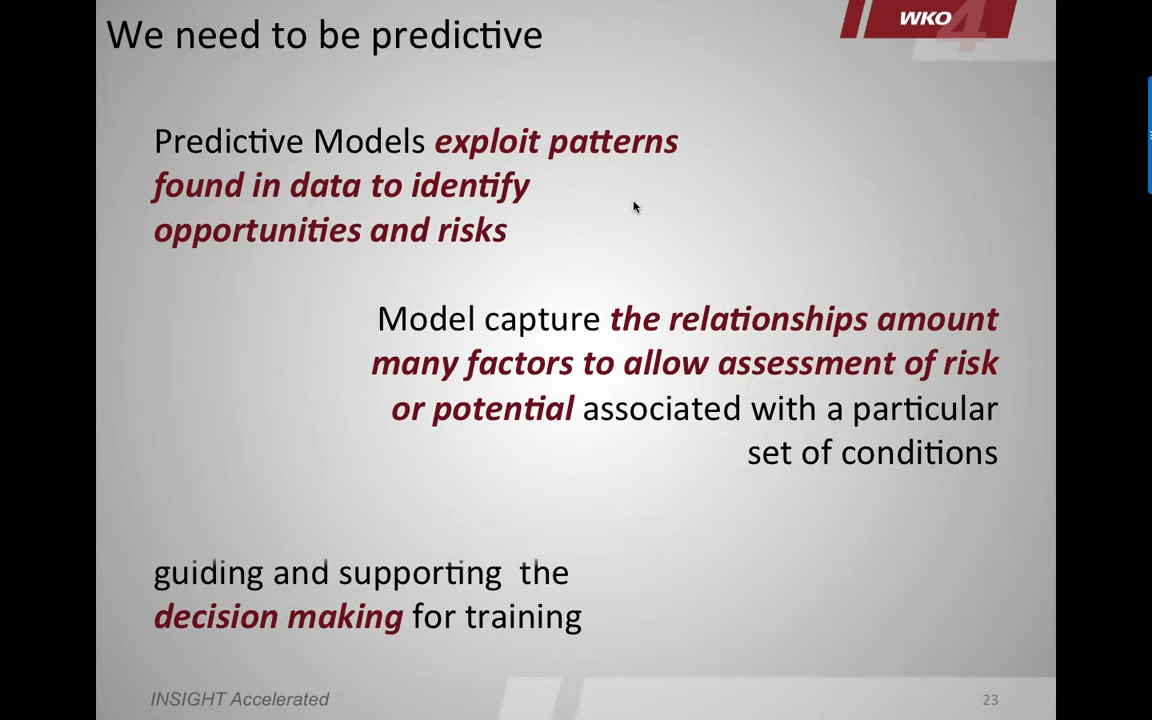 We need to be predictive
WKO
4
Predictive Models exploit patterns
found in data to identify
opportunities and risks
Model capture the relationships amount
many factors to allow assessment of risk
or potential associated with a particular
set of conditions
guiding and supporting  the
decision making for training
INSIGHT Accelerated
23